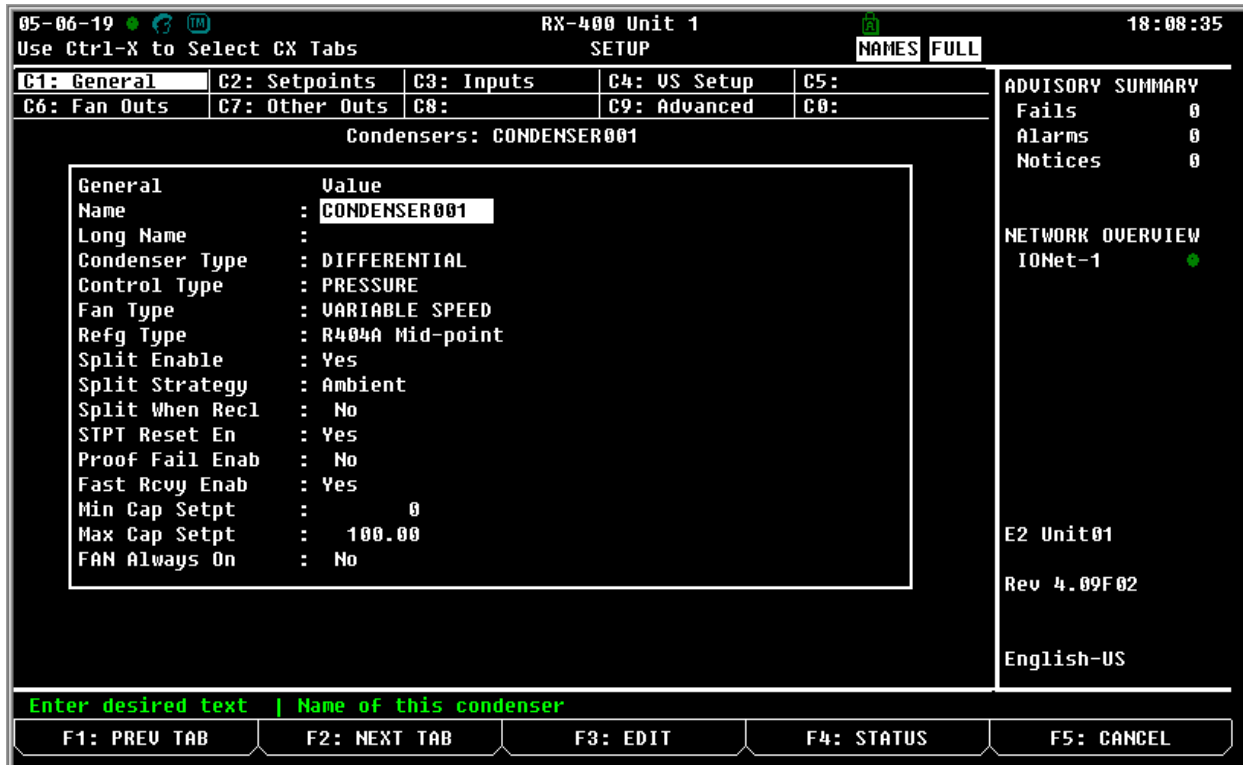 05-06-19 TM RX-400 Unit 1 18:08:35
Use Ctrl-X to Select CX Tabs SETUP NAMES FULL
C1: General C2: Setpoints C3: Inputs C4: VS Setup C5:
C6: Fan Outs C7: Other Outs C8: C9: Advanced C0:
Condensers: CONDENSER001
General Value
Name : CONDENSER001
Long Name :
Condenser Type : DIFFERENTIAL
Control Type : PRESSURE
Fan Type : VARIABLE SPEED
Refg Type : R404A Mid-point
Split Enable : Yes
Split Strategy : Ambient
Split When Recl : No
STPT Reset En : Yes
Proof Fail Enab : No
Fast Rcvy Enab : Yes
Min Cap Setpt : 0
Max Cap Setpt : 100.00
FAN Always On : No
ADVISORY SUMMARY
Fails 0
Alarms 0
Notices 0
NETWORK OVERVIEW
IONet-1
E2 Unit01
Rev 4.09F02
English-US
Enter desired text | Name of this condenser
F1: PREV TAB F2: NEXT TAB F3: EDIT F4: STATUS F5: CANCEL